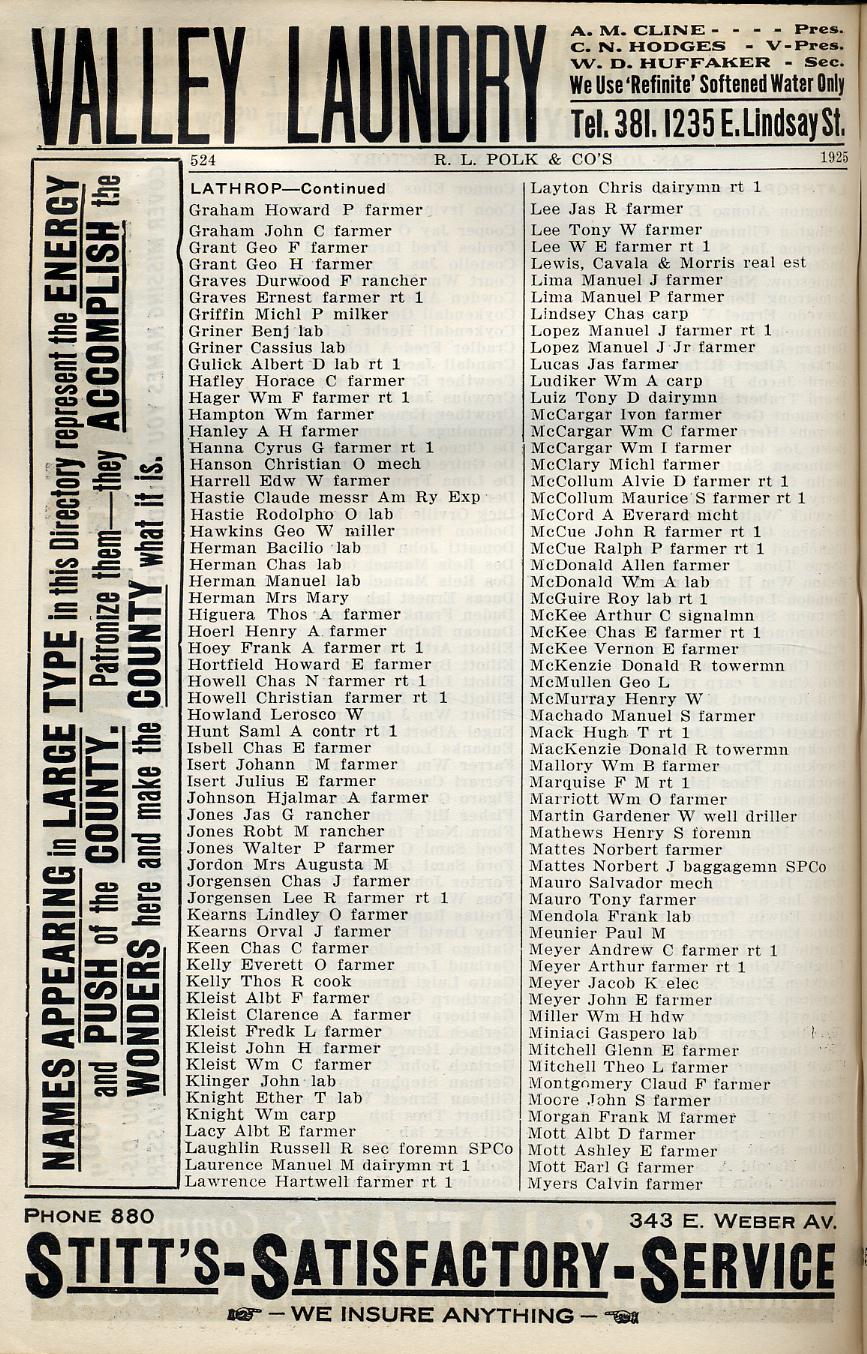 VALLEY LAUNDRY
A. M. CLINE - - - - Pres.
C. N. HODGES - V-Pres.
W. D. HUFFAKER - Sec.
We Use 'Refinite' Softened Water Only
Tel. 381. 1235 E. Lindsay St.
524 R. L. POLK & CO'S 1925
NAMES APPEARING in LARGE TYPE in this Directory represent the ENERGY
and PUSH of the COUNTY. Patronize them—they ACCOMPLISH the
WONDERS here and make the COUNTY what it is.
LATHROP—Continued
Graham Howard P farmer
Graham John C farmer
Grant Geo F farmer
Grant Geo H farmer
Graves Durwood F rancher
Graves Ernest farmer rt 1
Griffin Michl P milker
Griner Benj lab
Griner Cassius lab
Gulick Albert D lab rt 1
Hafley Horace C farmer
Hager Wm F farmer rt 1
Hampton Wm farmer
Hanley A H farmer
Hanna Cyrus G farmer rt 1
Hanson Christian O mech
Harrell Edw W farmer
Hastie Claude messr Am Ry Exp
Hastie Rodolpho O lab
Hawkins Geo W miller
Herman Bacilio lab
Herman Chas lab
Herman Manuel lab
Herman Mrs Mary
Higuera Thos A farmer
Hoerl Henry A farmer
Hoey Frank A farmer rt 1
Hortfield Howard E farmer
Howell Chas N farmer rt 1
Howell Christian farmer rt 1
Howland Lerosco W
Hunt Saml A contr rt 1
Isbell Chas E farmer
Isert Johann M farmer
Isert Julius E farmer
Johnson Hjalmar A farmer
Jones Jas G rancher
Jones Robt M rancher
Jones Walter P farmer
Jordon Mrs Augusta M
Jorgensen Chas J farmer
Jorgensen Lee R farmer rt 1
Kearns Lindley O farmer
Kearns Orval J farmer
Keen Chas C farmer
Kelly Everett O farmer
Kelly Thos R cook
Kleist Albt F farmer
Kleist Clarence A farmer
Kleist Fredk L farmer
Kleist John H farmer
Kleist Wm C farmer
Klinger John lab
Knight Ether T lab
Knight Wm carp
Lacy Albt E farmer
Laughlin Russell R sec foremn SPCo
Laurence Manuel M dairymn rt 1
Lawrence Hartwell farmer rt 1
Layton Chris dairymn rt 1
Lee Jas R farmer
Lee Tony W farmer
Lee W E farmer rt 1
Lewis, Cavala & Morris real est
Lima Manuel J farmer
Lima Manuel P farmer
Lindsey Chas carp
Lopez Manuel J farmer rt 1
Lopez Manuel J Jr farmer
Lucas Jas farmer
Ludiker Wm A carp
Luiz Tony D dairymn
McCargar Ivon farmer
McCargar Wm C farmer
McCargar Wm I farmer
McClary Michl farmer
McCollum Alvie D farmer rt 1
McCollum Maurice S farmer rt 1
McCord A Everard mcht
McCue John R farmer rt 1
McCue Ralph P farmer rt 1
McDonald Allen farmer
McDonald Wm A lab
McGuire Roy lab rt 1
McKee Arthur C signalmn
McKee Chas E farmer rt 1
McKee Vernon E farmer
McKenzie Donald R towermn
McMullen Geo L
McMurray Henry W
Machado Manuel S farmer
Mack Hugh T rt 1
MacKenzie Donald R towermn
Mallory Wm B farmer
Marquise F M rt 1
Marriott Wm O farmer
Martin Gardener W well driller
Mathews Henry S foremn
Mattes Norbert farmer
Mattes Norbert J baggagemn SPCo
Mauro Salvador mech
Mauro Tony farmer
Mendola Frank lab
Meunier Paul M
Meyer Andrew C farmer rt 1
Meyer Arthur farmer rt 1
Meyer Jacob K elec
Meyer John E farmer
Miller Wm H hdw
Miniaci Gaspero lab
Mitchell Glenn E farmer
Mitchell Theo L farmer
Montgomery Claud F farmer
Moore John S farmer
Morgan Frank M farmer
Mott Albt D farmer
Mott Ashley E farmer
Mott Earl G farmer
Myers Calvin farmer
PHONE 880 343 E. WEBER AV.
STITT'S-SATISFACTORY-SERVICE
— WE INSURE ANYTHING —